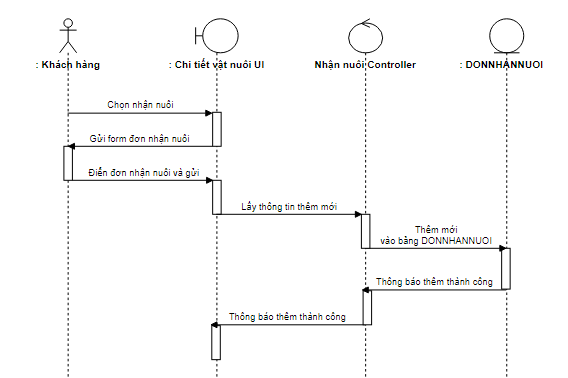 : Khách hàng
: Chi tiết vật nuôi UI
Nhận nuôi Controller
: DONNHANNUOI
Chọn nhận nuôi
Gửi form đơn nhận nuôi
Điền đơn nhận nuôi và gửi
Lấy thông tin thêm mới
Thêm mới
vào bảng DONNHANNUOI
Thông báo thêm thành công
Thông báo thêm thành công